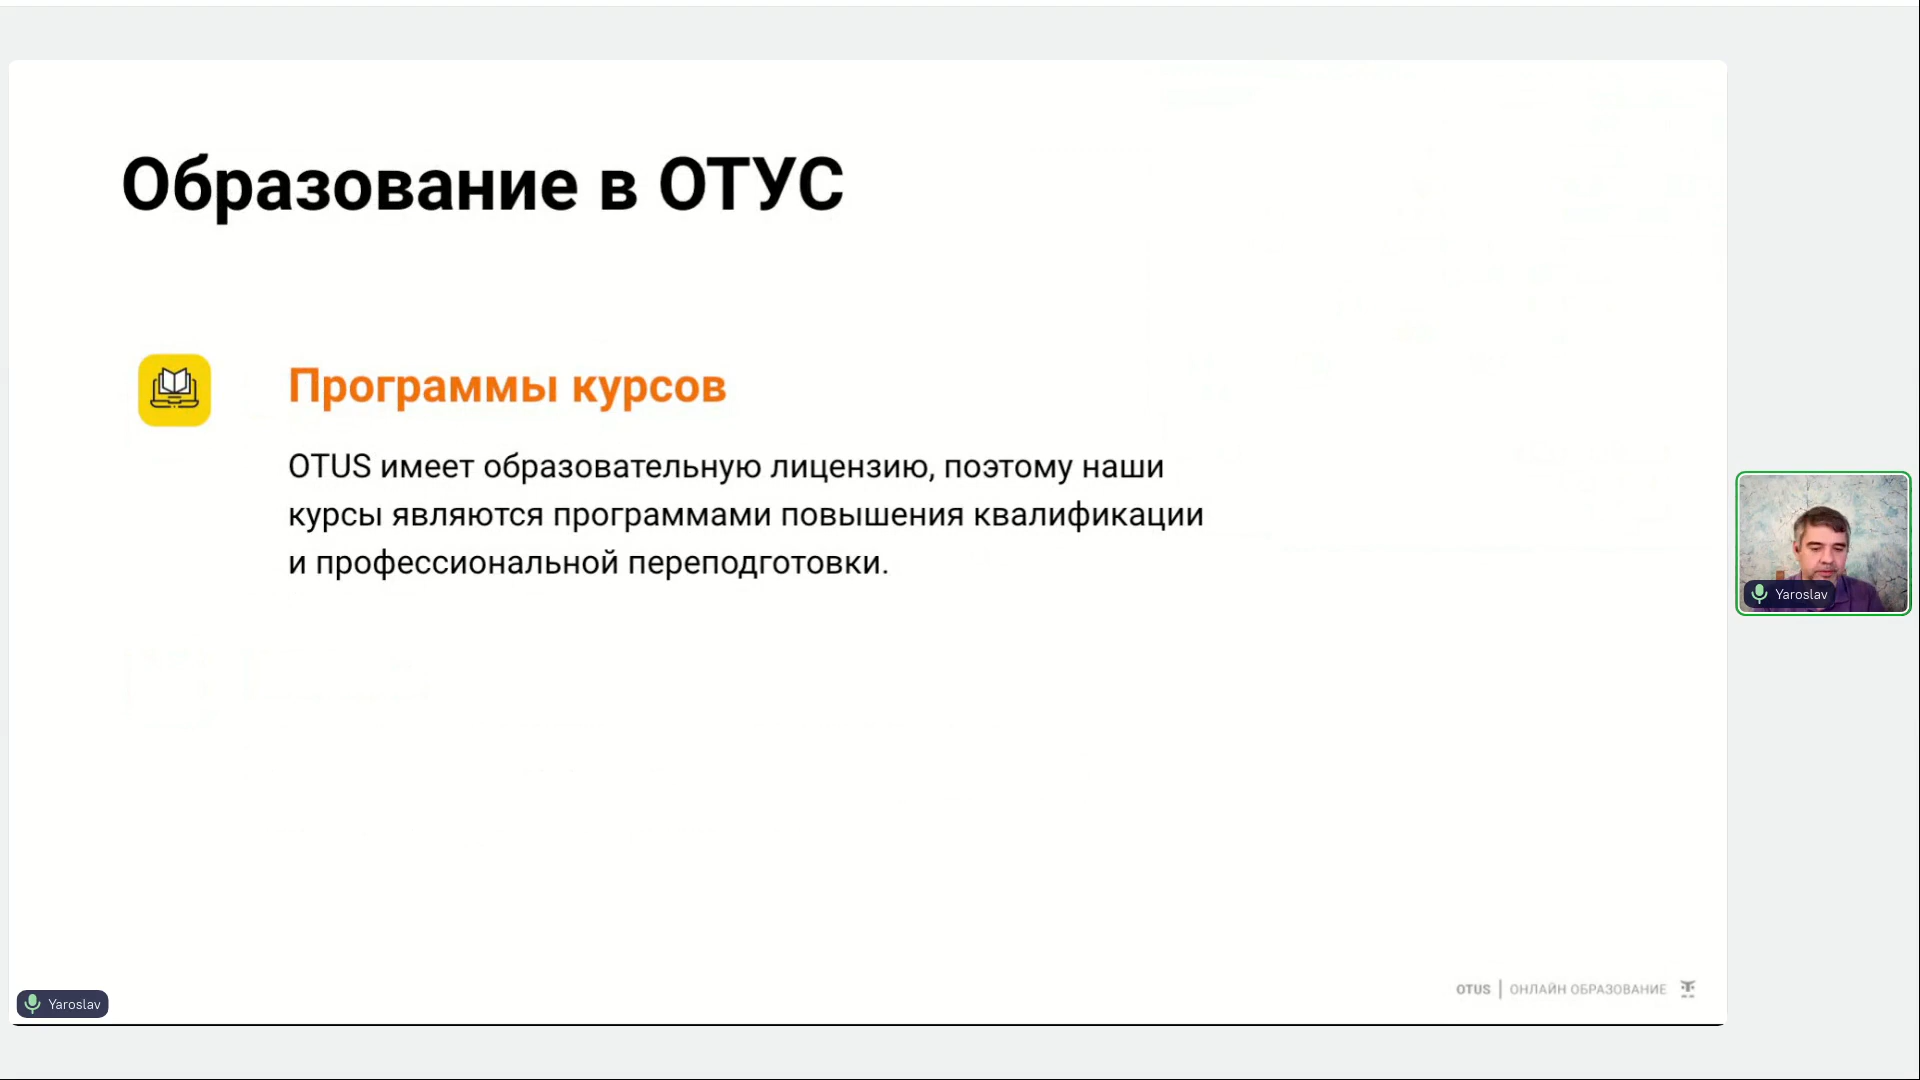 Образование в ОТУС
Программы курсов
OTUS имеет образовательную лицензию, поэтому наши
курсы являются программами повышения квалификации
и профессиональной переподготовки.
Yaroslav
Yaroslav
OTUS | ОНЛАЙН ОБРАЗОВАНИЕ